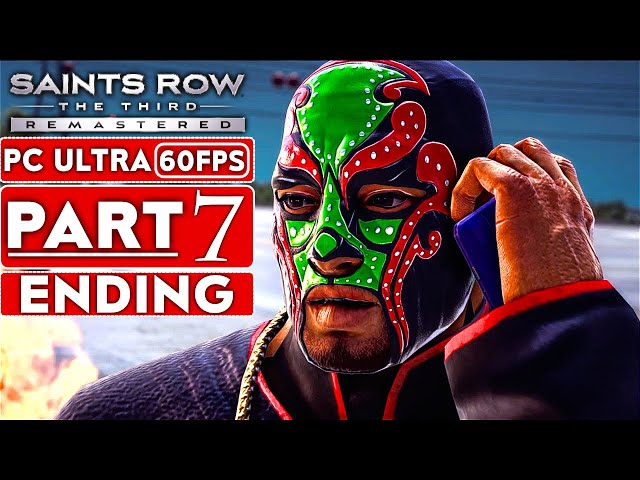 SAINTS ROW
THE THIRD
REMASTERED
PC ULTRA 60FPS
PART 7
ENDING